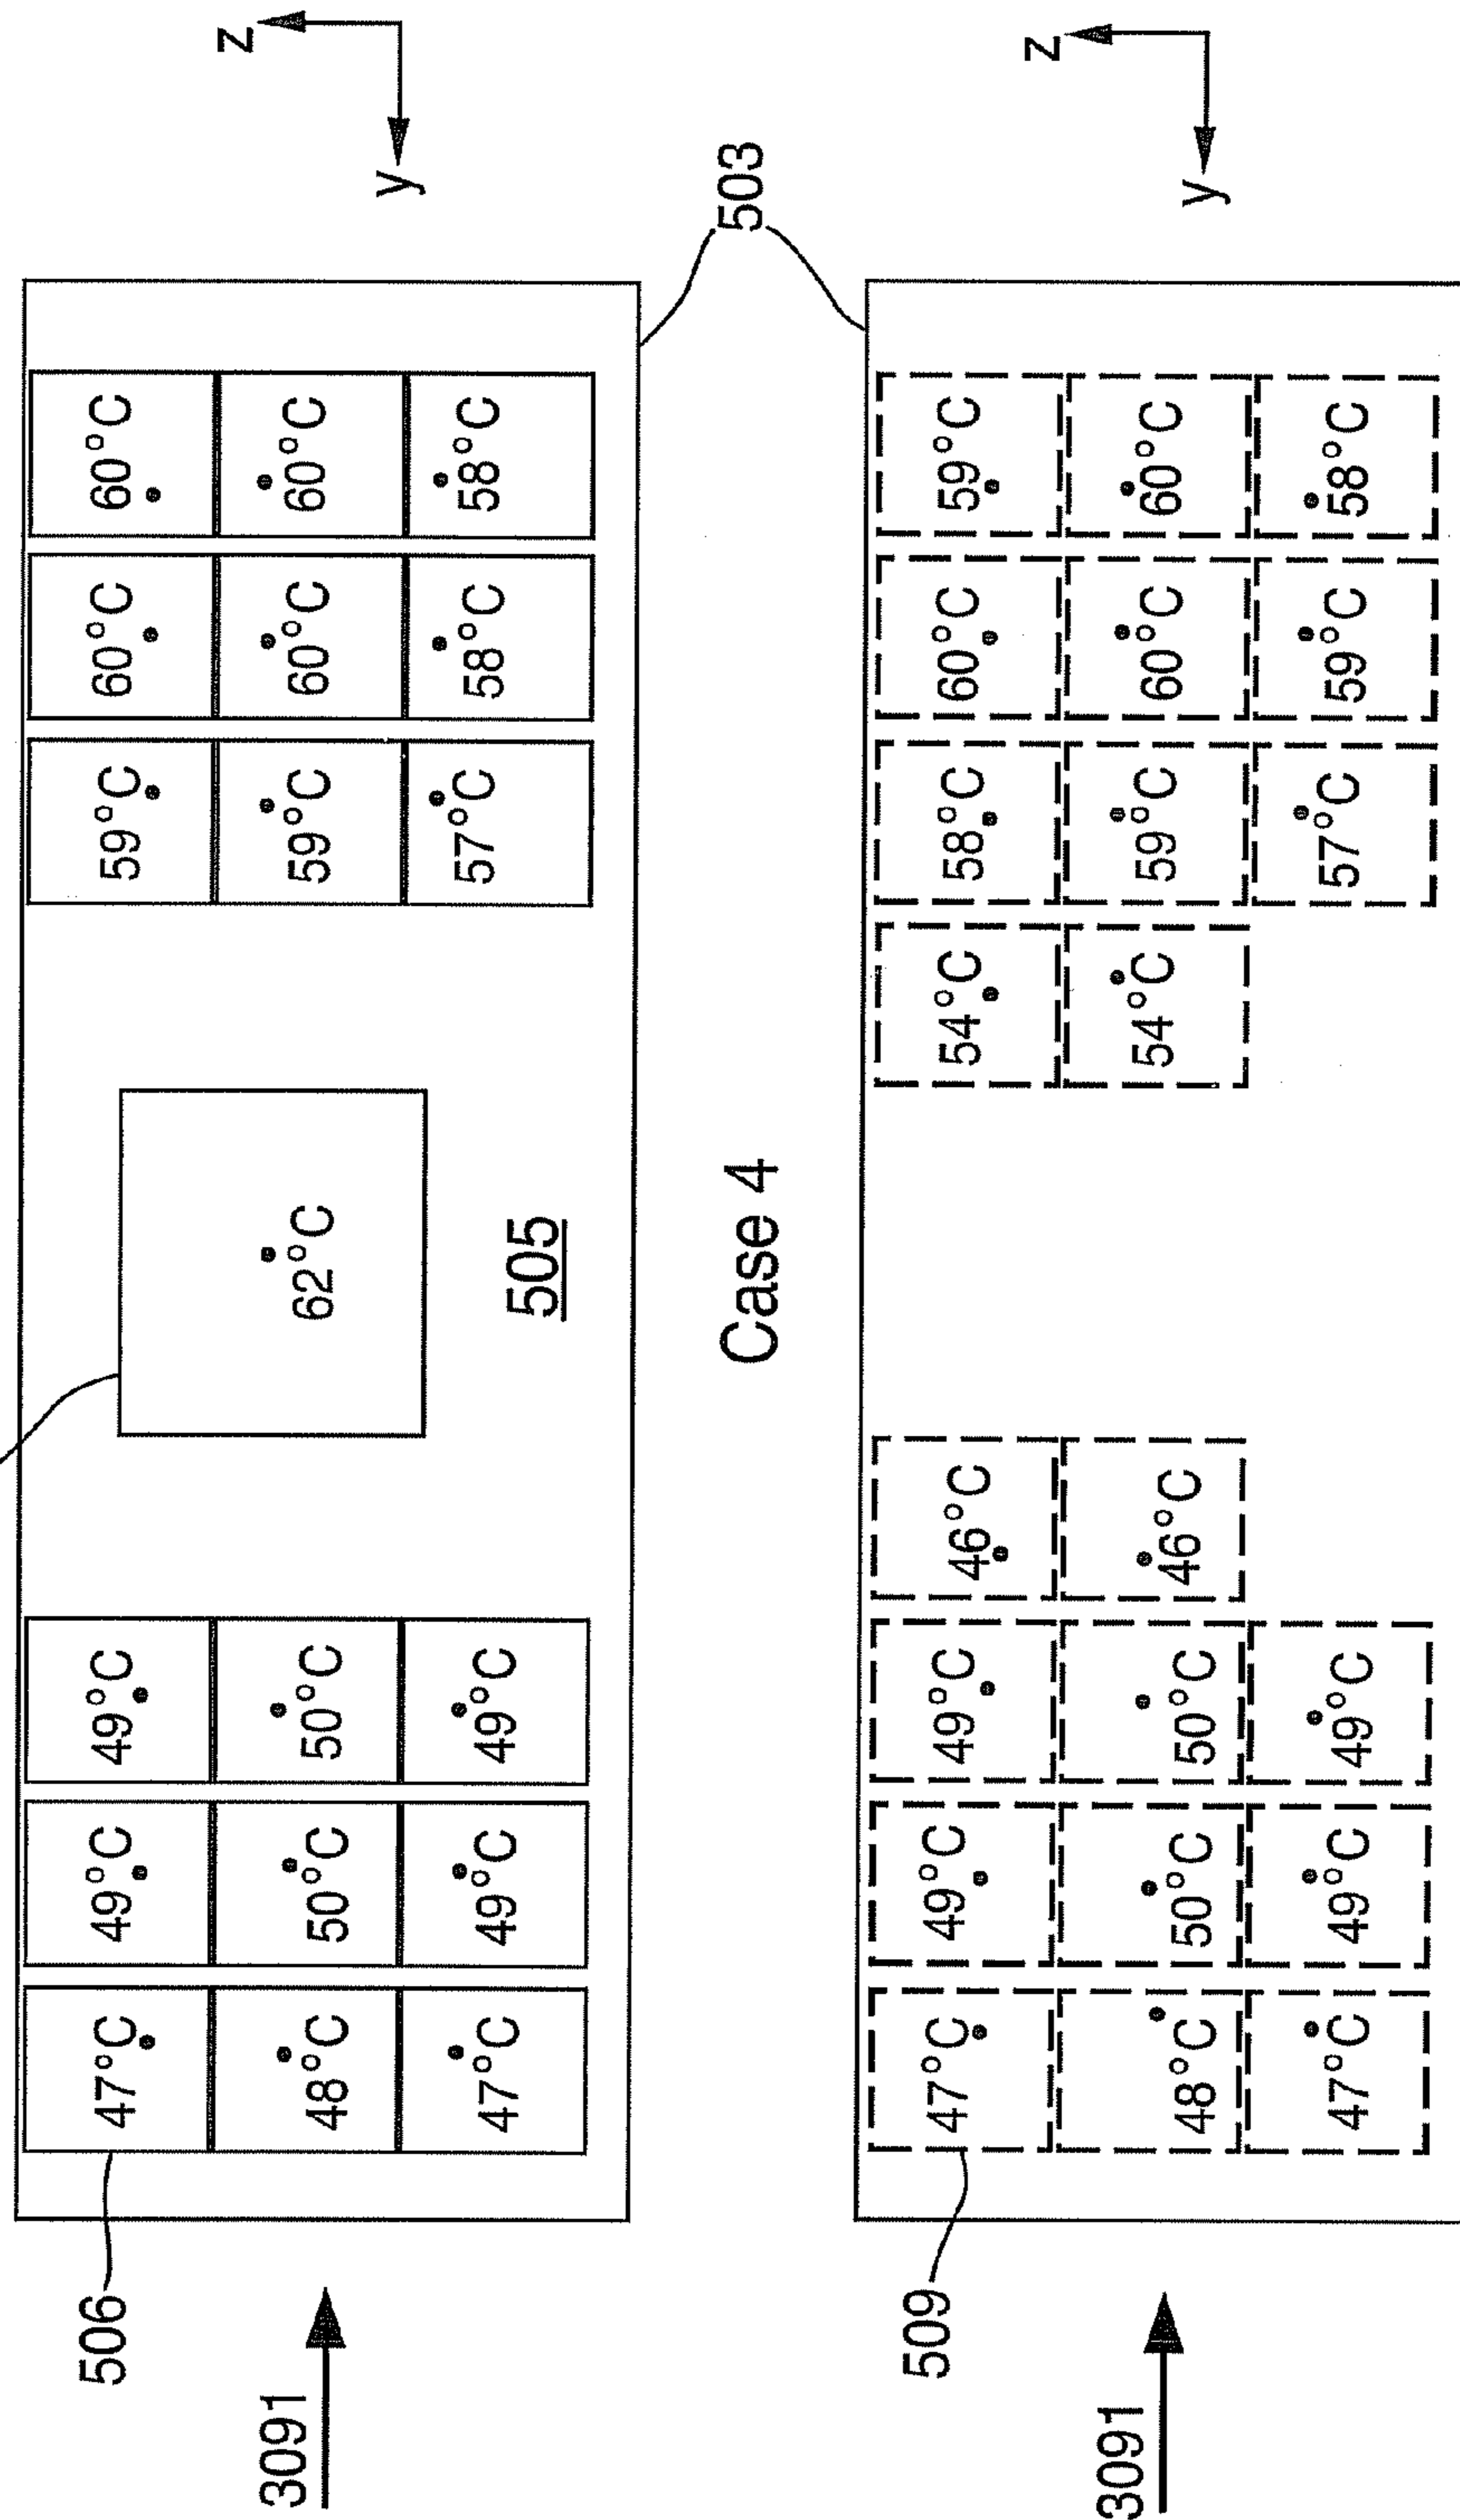 506
47°C 49°C 49°C 59°C 60°C 60°C
z
3091
48°C 50°C 50°C 62°C 59°C 60°C 60°C
y
47°C 49°C 49°C 57°C 58°C 58°C
505
Case 4
503
509
47°C 49°C 49°C 46°C 54°C 58°C 60°C 59°C
z
3091
48°C 50°C 50°C 46°C 54°C 59°C 60°C 60°C
y
47°C 49°C 49°C 57°C 59°C 58°C